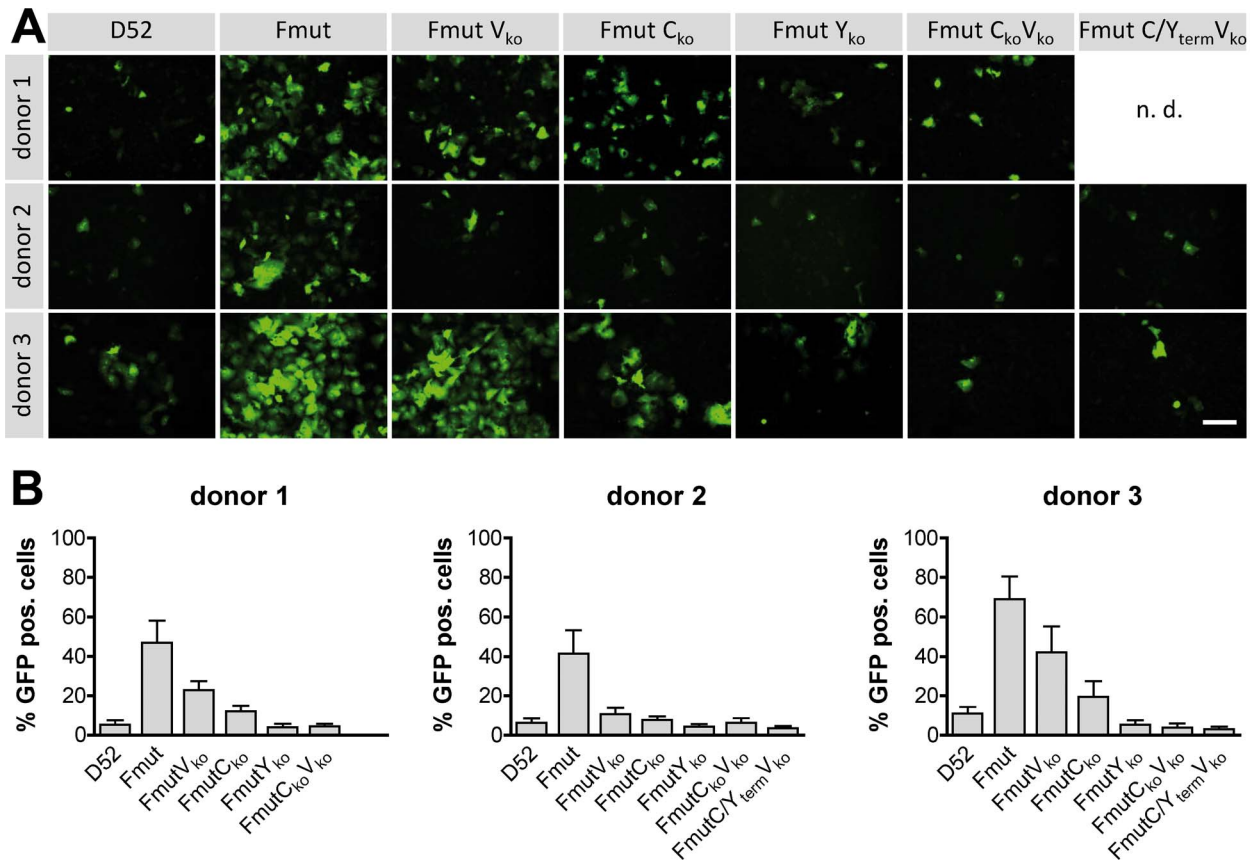 A
D52 Fmut Fmut Vko Fmut Cko Fmut Yko Fmut CkoVko Fmut C/YtermVko
donor 1
n. d.
donor 2
donor 3
B
donor 1
% GFP pos. cells
100
80
60
40
20
0
D52
Fmut
FmutVko
FmutCko
FmutYko
FmutCkoVko
donor 2
% GFP pos. cells
100
80
60
40
20
0
D52
Fmut
FmutVko
FmutCko
FmutYko
FmutCkoVko
FmutC/YtermVko
donor 3
% GFP pos. cells
100
80
60
40
20
0
D52
Fmut
FmutVko
FmutCko
FmutYko
FmutCkoVko
FmutC/YtermVko